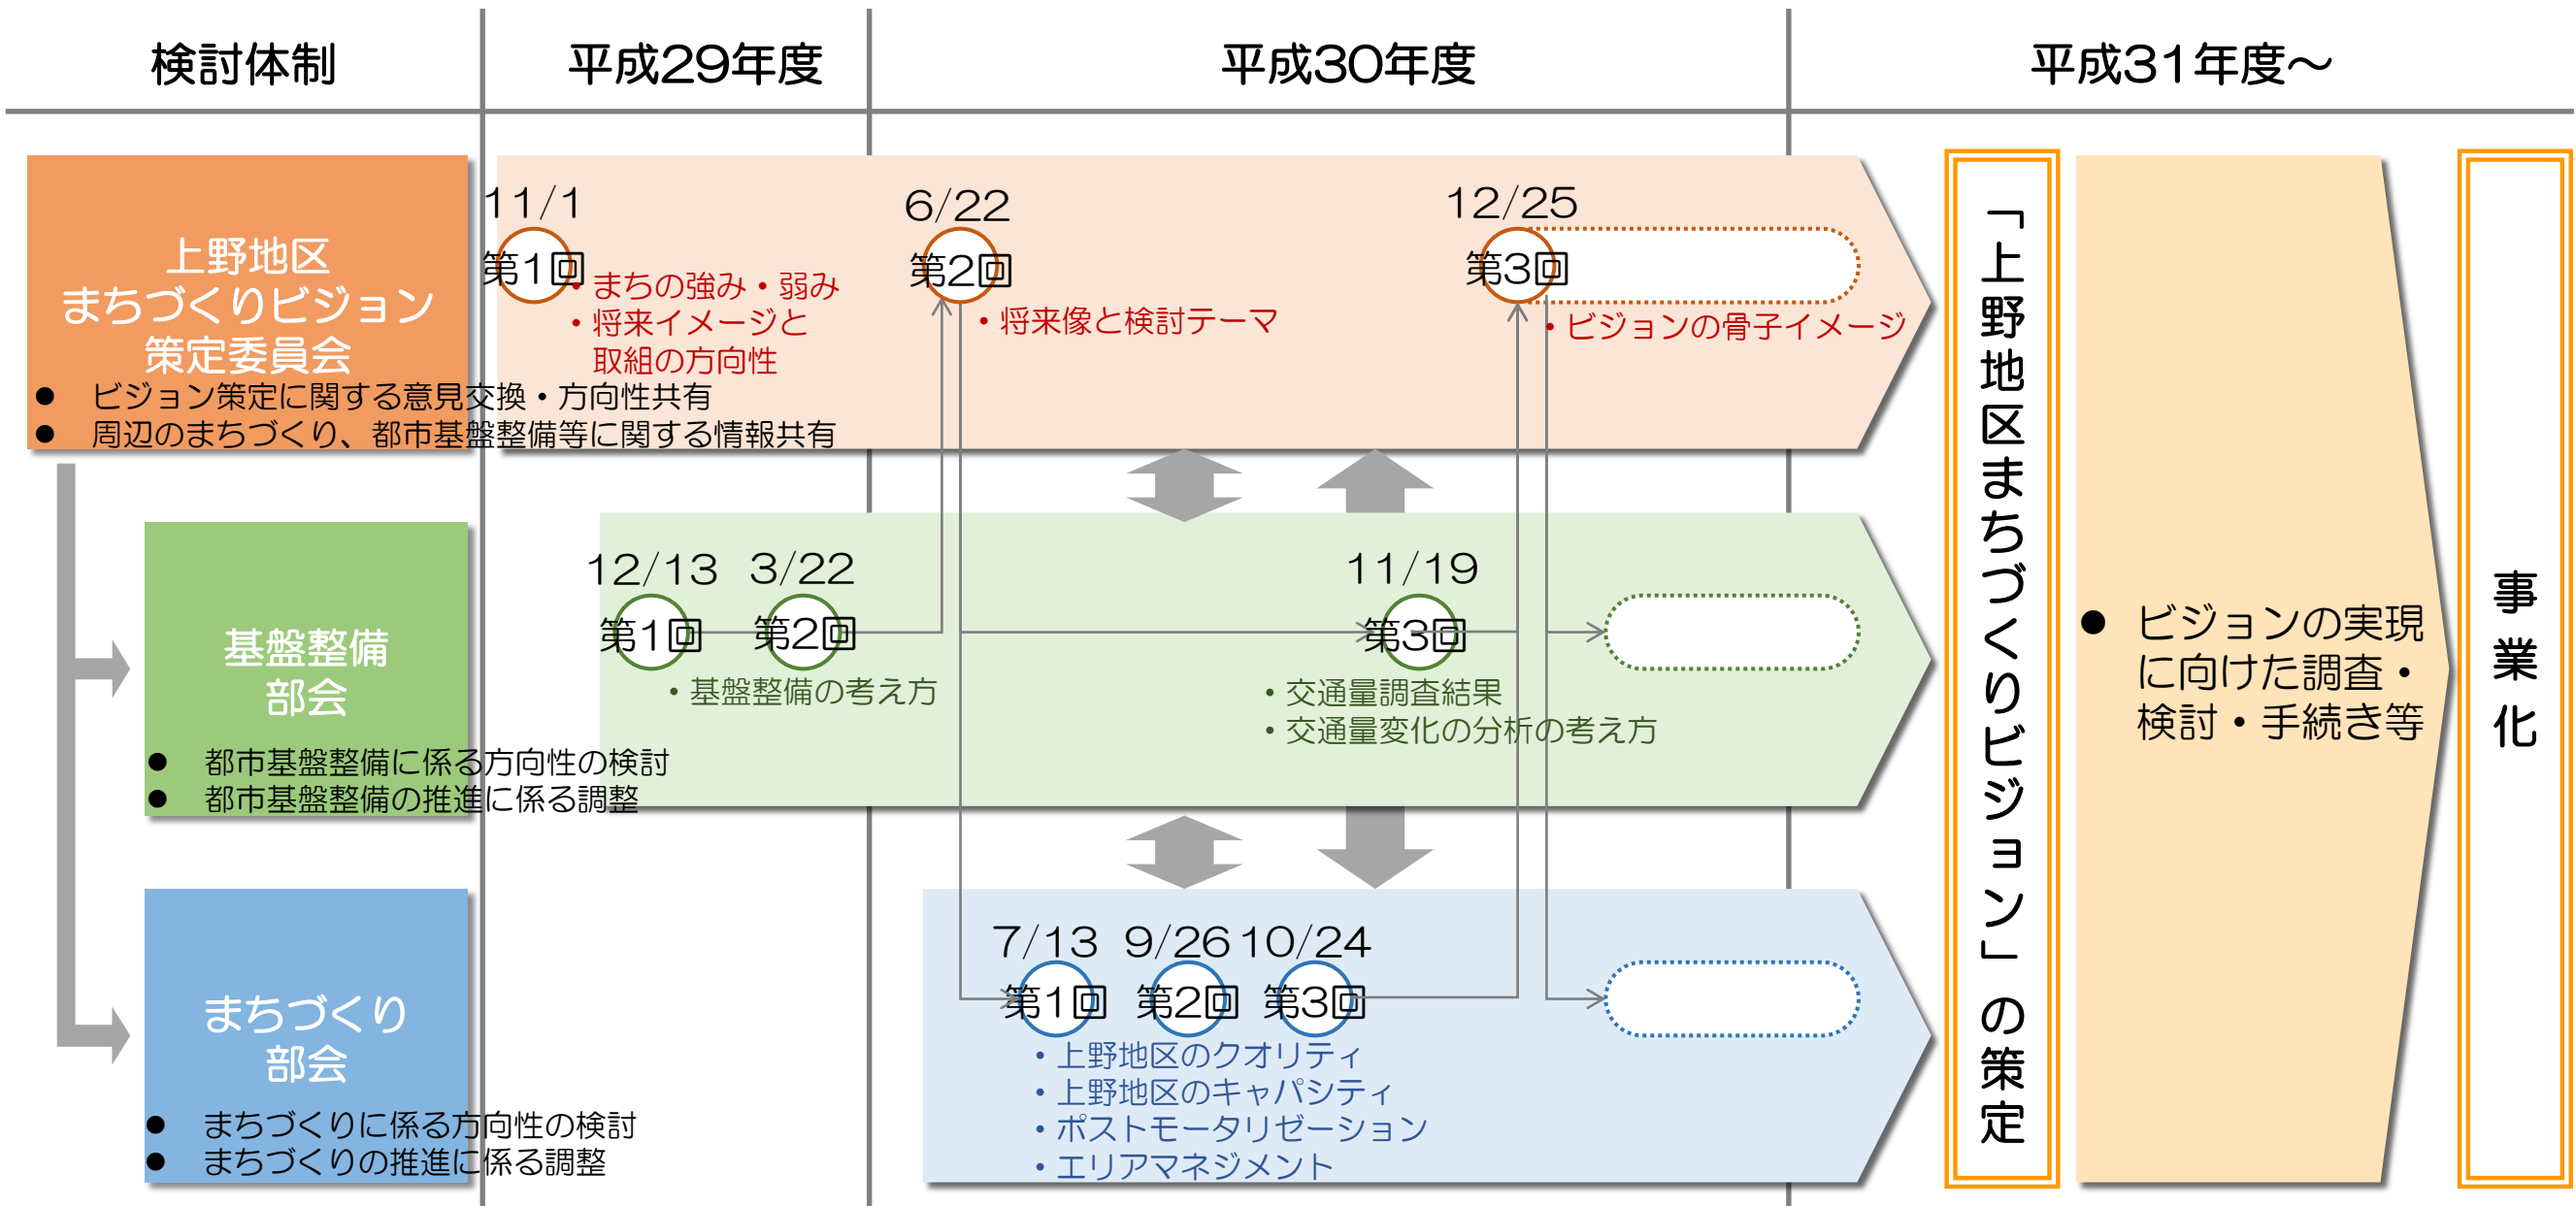 検討体制
平成29年度
平成30年度
平成31年度～
上野地区
まちづくりビジョン
策定委員会
● ビジョン策定に関する意見交換・方向性共有
● 周辺のまちづくり、都市基盤整備等に関する情報共有
11/1
第1回
・まちの強み・弱み
・将来イメージと
取組の方向性
6/22
第2回
・将来像と検討テーマ
12/25
第3回
・ビジョンの骨子イメージ
基盤整備
部会
● 都市基盤整備に係る方向性の検討
● 都市基盤整備の推進に係る調整
12/13
第1回
3/22
第2回
・基盤整備の考え方
11/19
第3回
・交通量調査結果
・交通量変化の分析の考え方
まちづくり
部会
● まちづくりに係る方向性の検討
● まちづくりの推進に係る調整
7/13
第1回
9/26
第2回
10/24
第3回
・上野地区のクオリティ
・上野地区のキャパシティ
・ポストモータリゼーション
・エリアマネジメント
「上野地区まちづくりビジョン」の策定
● ビジョンの実現
に向けた調査・
検討・手続き等
事業化